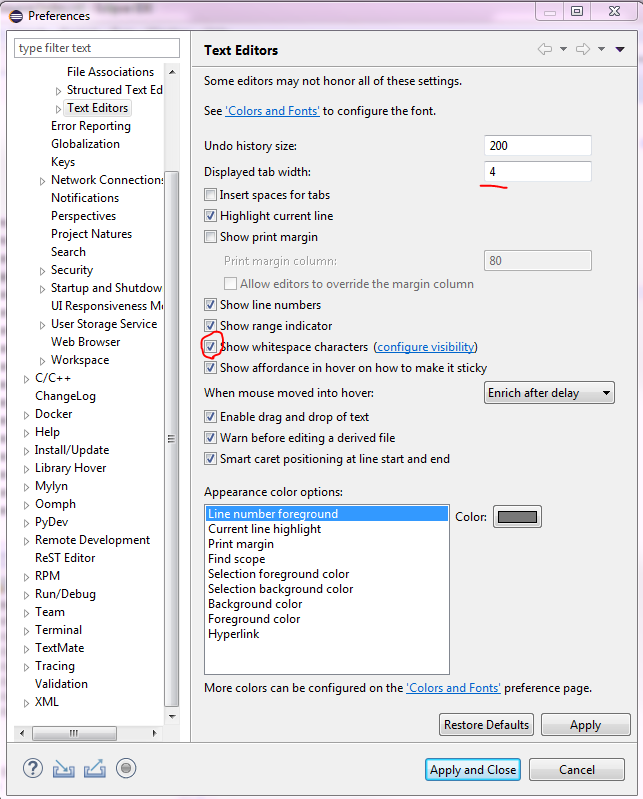 Preferences
type filter text
File Associations
Structured Text Ed
Text Editors
Error Reporting
Globalization
Keys
Network Connections
Notifications
Perspectives
Project Natures
Search
Security
Startup and Shutdow
UI Responsiveness Mo
User Storage Service
Web Browser
Workspace
C/C++
ChangeLog
Docker
Help
Install/Update
Library Hover
Mylyn
Oomph
PyDev
Remote Development
ReST Editor
RPM
Run/Debug
Team
Terminal
TextMate
Tracing
Validation
XML
Text Editors
Some editors may not honor all of these settings.
See 'Colors and Fonts' to configure the font.
Undo history size: 200
Displayed tab width: 4
Insert spaces for tabs
Highlight current line
Show print margin
Print margin column: 80
Allow editors to override the margin column
Show line numbers
Show range indicator
Show whitespace characters (configure visibility)
Show affordance in hover on how to make it sticky
When mouse moved into hover: Enrich after delay
Enable drag and drop of text
Warn before editing a derived file
Smart caret positioning at line start and end
Appearance color options:
Line number foreground
Current line highlight
Print margin
Find scope
Selection foreground color
Selection background color
Background color
Foreground color
Hyperlink
Color:
More colors can be configured on the 'Colors and Fonts' preference page.
Restore Defaults Apply
? Apply and Close Cancel